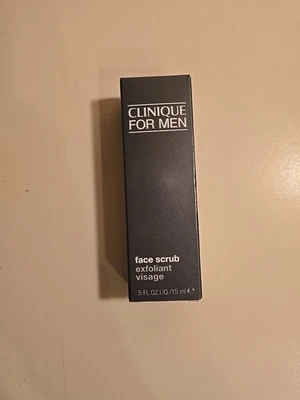 CLINIQUE
FOR MEN
face scrub
exfoliant
visage
.5 FL.OZ.LIQ./15 ml ℮